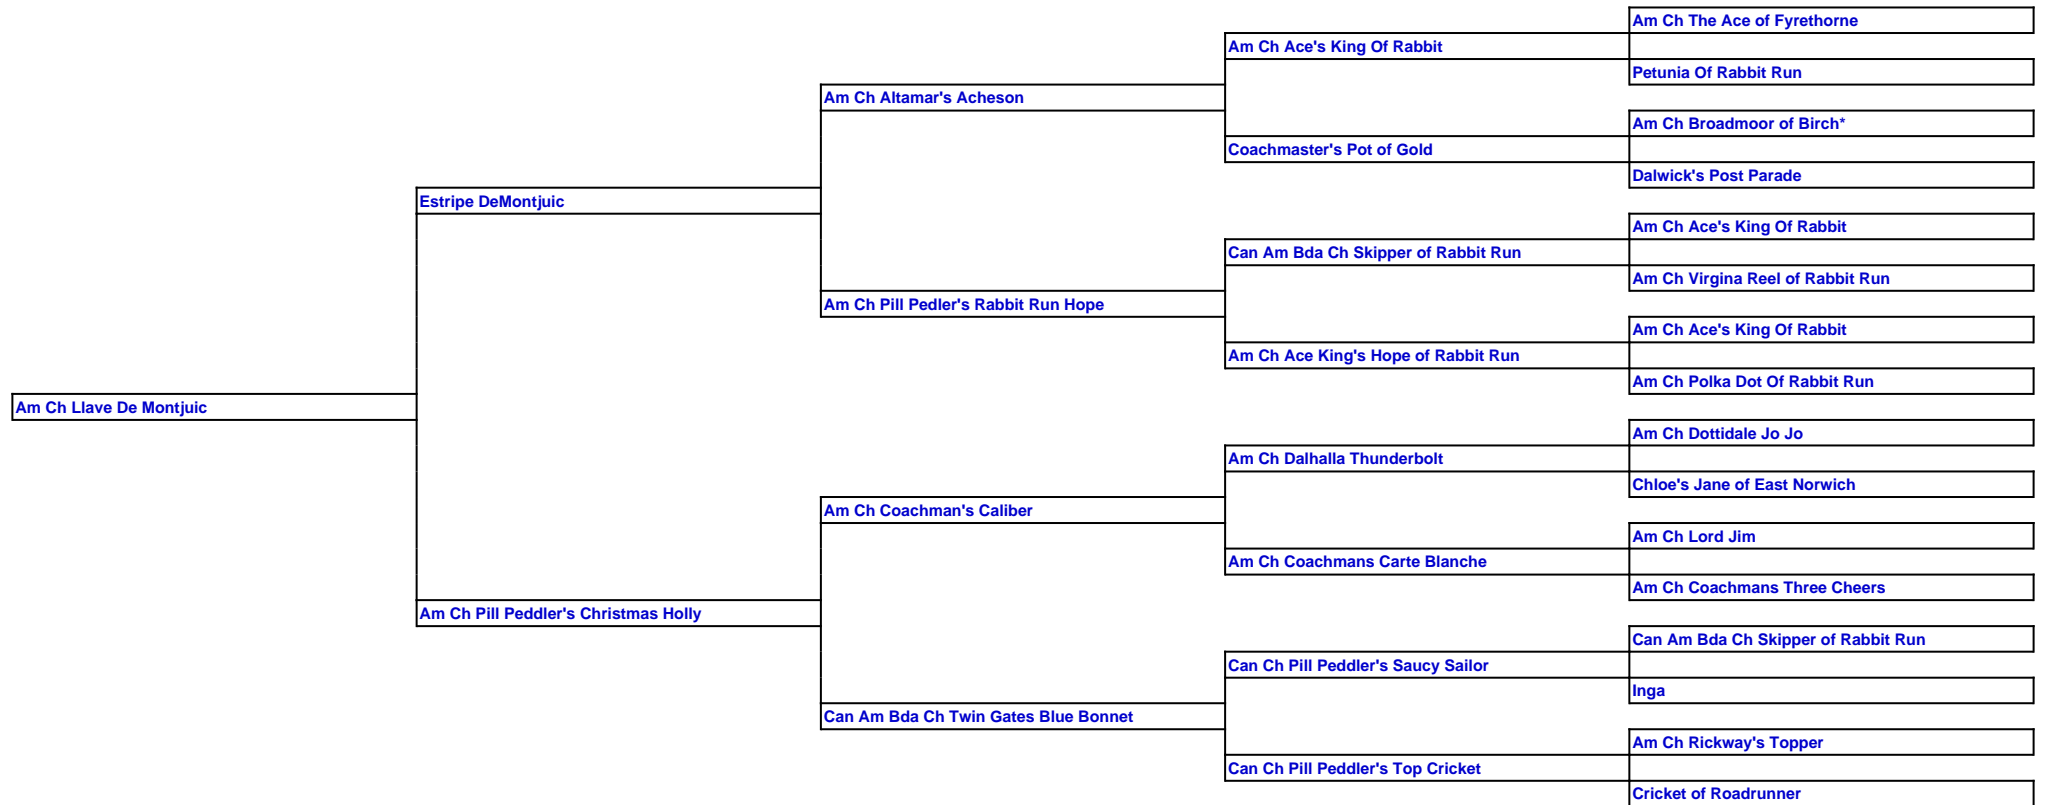 Am Ch The Ace of Fyrethorne
Am Ch Ace's King Of Rabbit
Petunia Of Rabbit Run
Am Ch Altamar's Acheson
Am Ch Broadmoor of Birch*
Coachmaster's Pot of Gold
Dalwick's Post Parade
Estripe DeMontjuic
Am Ch Ace's King Of Rabbit
Can Am Bda Ch Skipper of Rabbit Run
Am Ch Virgina Reel of Rabbit Run
Am Ch Pill Pedler's Rabbit Run Hope
Am Ch Ace's King Of Rabbit
Am Ch Ace King's Hope of Rabbit Run
Am Ch Polka Dot Of Rabbit Run
Am Ch Llave De Montjuic
Am Ch Dottidale Jo Jo
Am Ch Dalhalla Thunderbolt
Chloe's Jane of East Norwich
Am Ch Coachman's Caliber
Am Ch Lord Jim
Am Ch Coachmans Carte Blanche
Am Ch Coachmans Three Cheers
Am Ch Pill Peddler's Christmas Holly
Can Am Bda Ch Skipper of Rabbit Run
Can Ch Pill Peddler's Saucy Sailor
Inga
Can Am Bda Ch Twin Gates Blue Bonnet
Am Ch Rickway's Topper
Can Ch Pill Peddler's Top Cricket
Cricket of Roadrunner